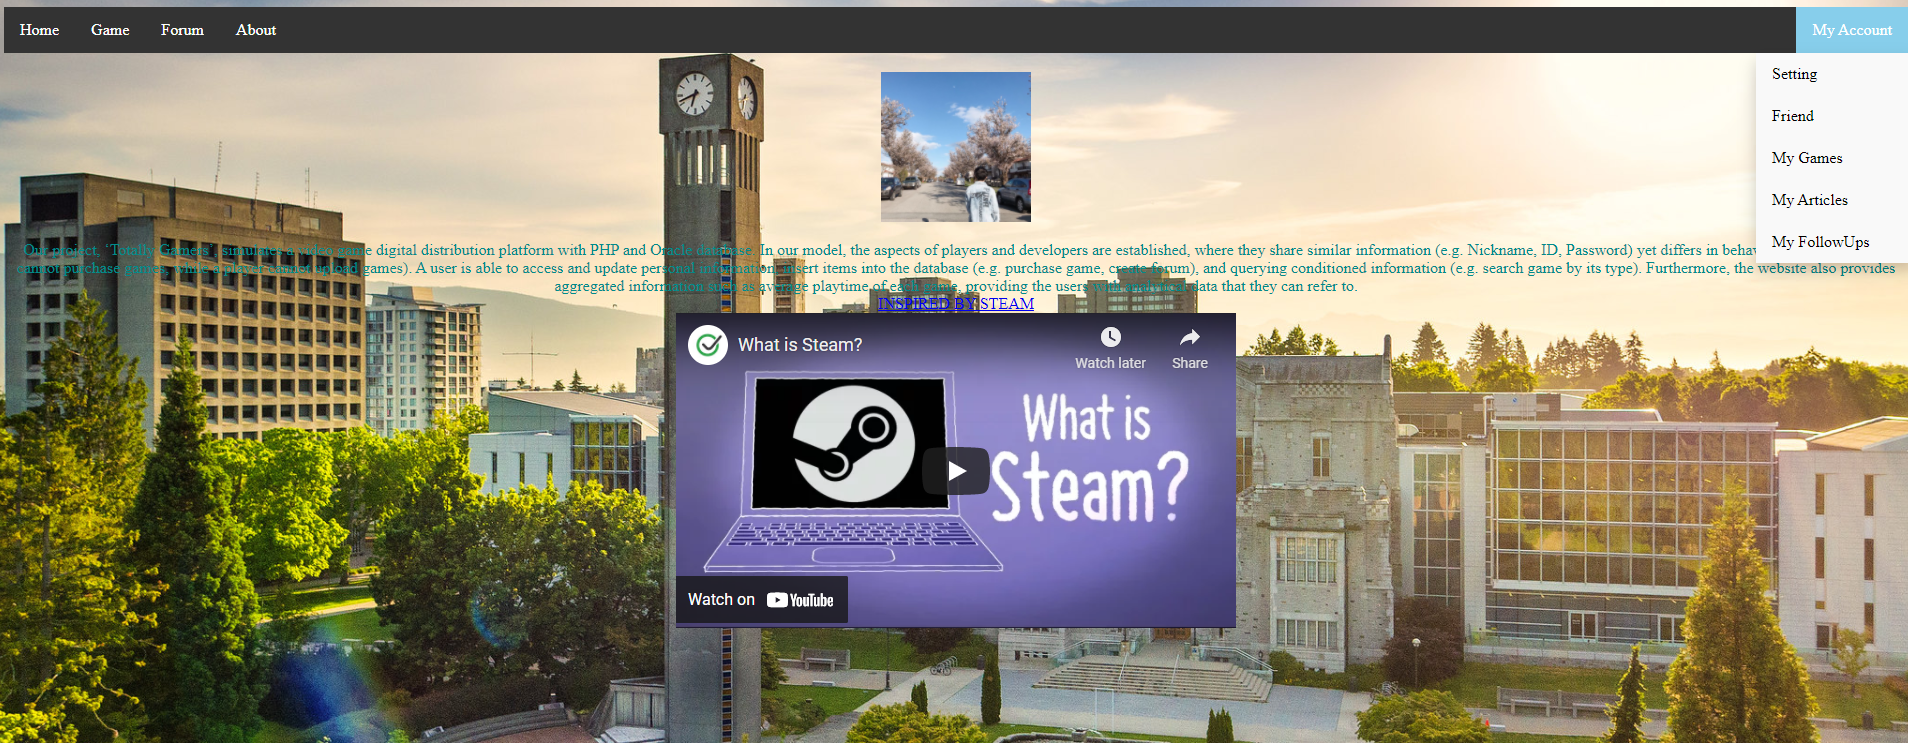 Home Game Forum About My Account
Setting
Friend
My Games
My Articles
My FollowUps
Our project, ‘Totally Gamers’, simulates a video game digital distribution platform with PHP and Oracle database. In our model, the aspects of players and developers are established, where they share similar information (e.g. Nickname, ID, Password) yet differs in
cannot purchase games, while a player cannot upload games). A user is able to access and update personal information, insert items into the database (e.g. purchase game, create forum), and querying conditioned information (e.g. search game by its type). Furthermore, the website also provides
aggregated information such as average playtime of each game, providing the users with analytical data that they can refer to.
INSPIRED BY STEAM
What is Steam?
Watch later Share
What is
Steam?
Watch on YouTube